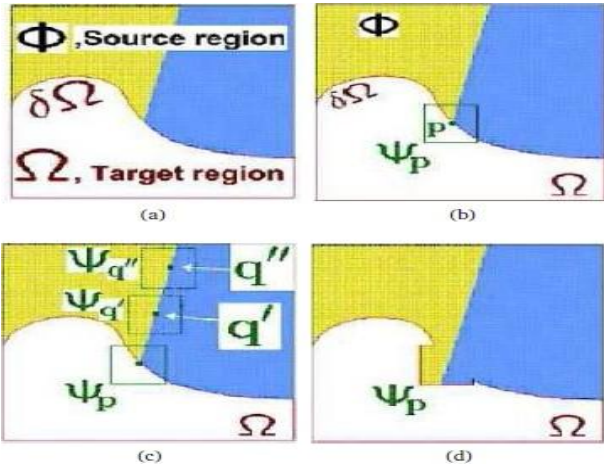 Φ ,Source region
δΩ
Ω, Target region
(a)
Φ
δΩ
p
Ψp
Ω
(b)
Ψq″
q″
Ψq′
q′
Ψp
Ω
(c)
Ψp
Ω
(d)